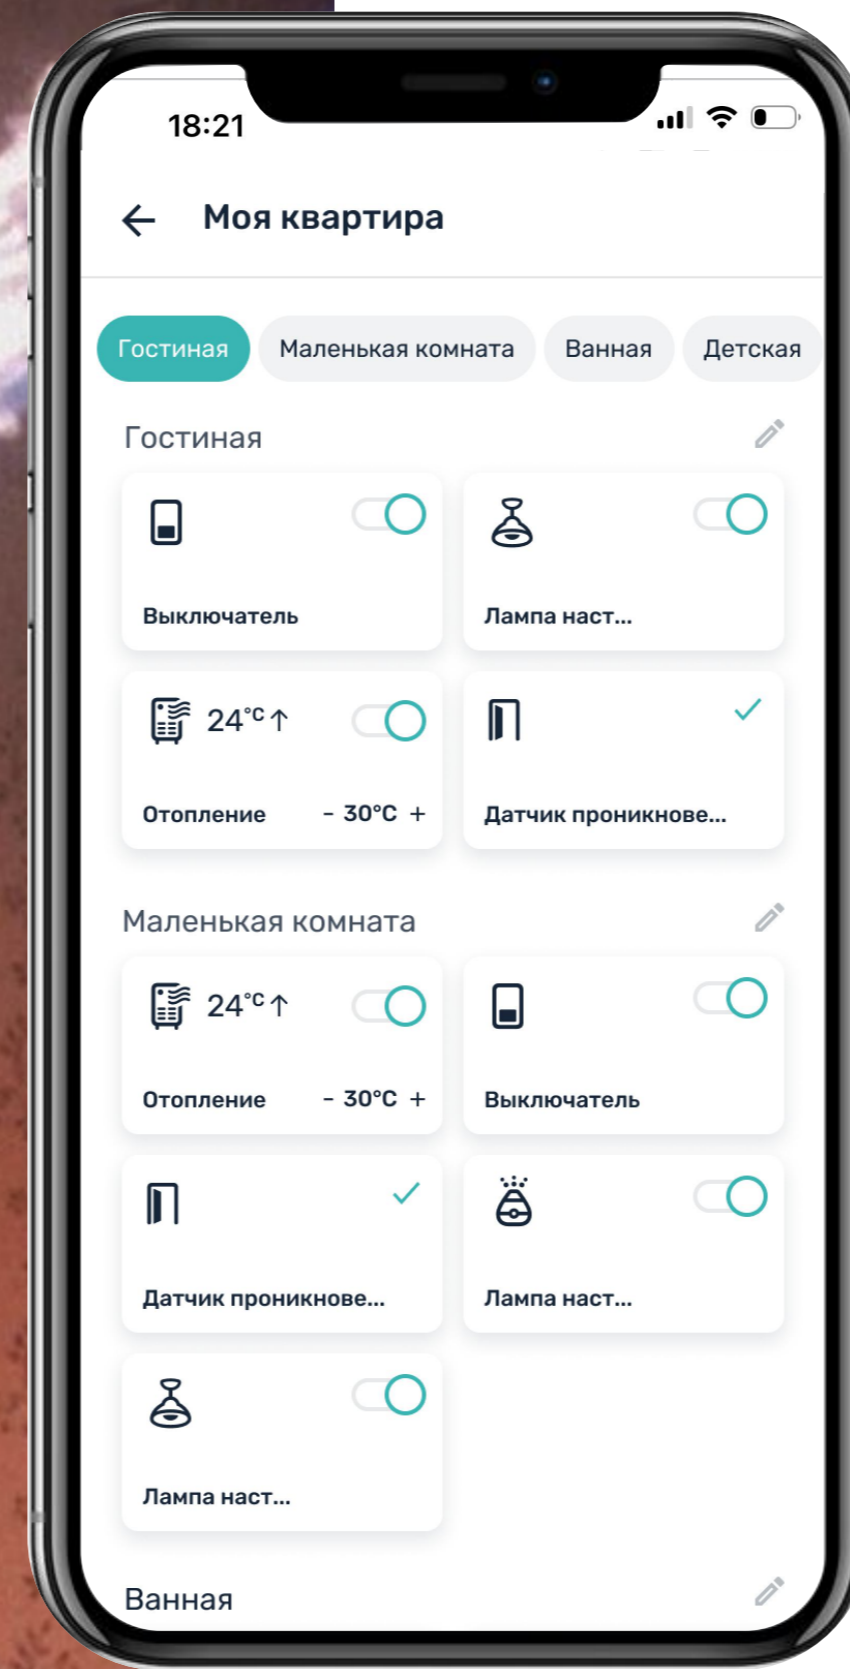 18:21
Моя квартира
Гостиная Маленькая комната Ванная Детская
Гостиная
Выключатель Лампа наст...
24°C↑
Отопление - 30°C + Датчик проникнове...
Маленькая комната
24°C↑
Отопление - 30°C + Выключатель
Датчик проникнове... Лампа наст...
Лампа наст...
Ванная